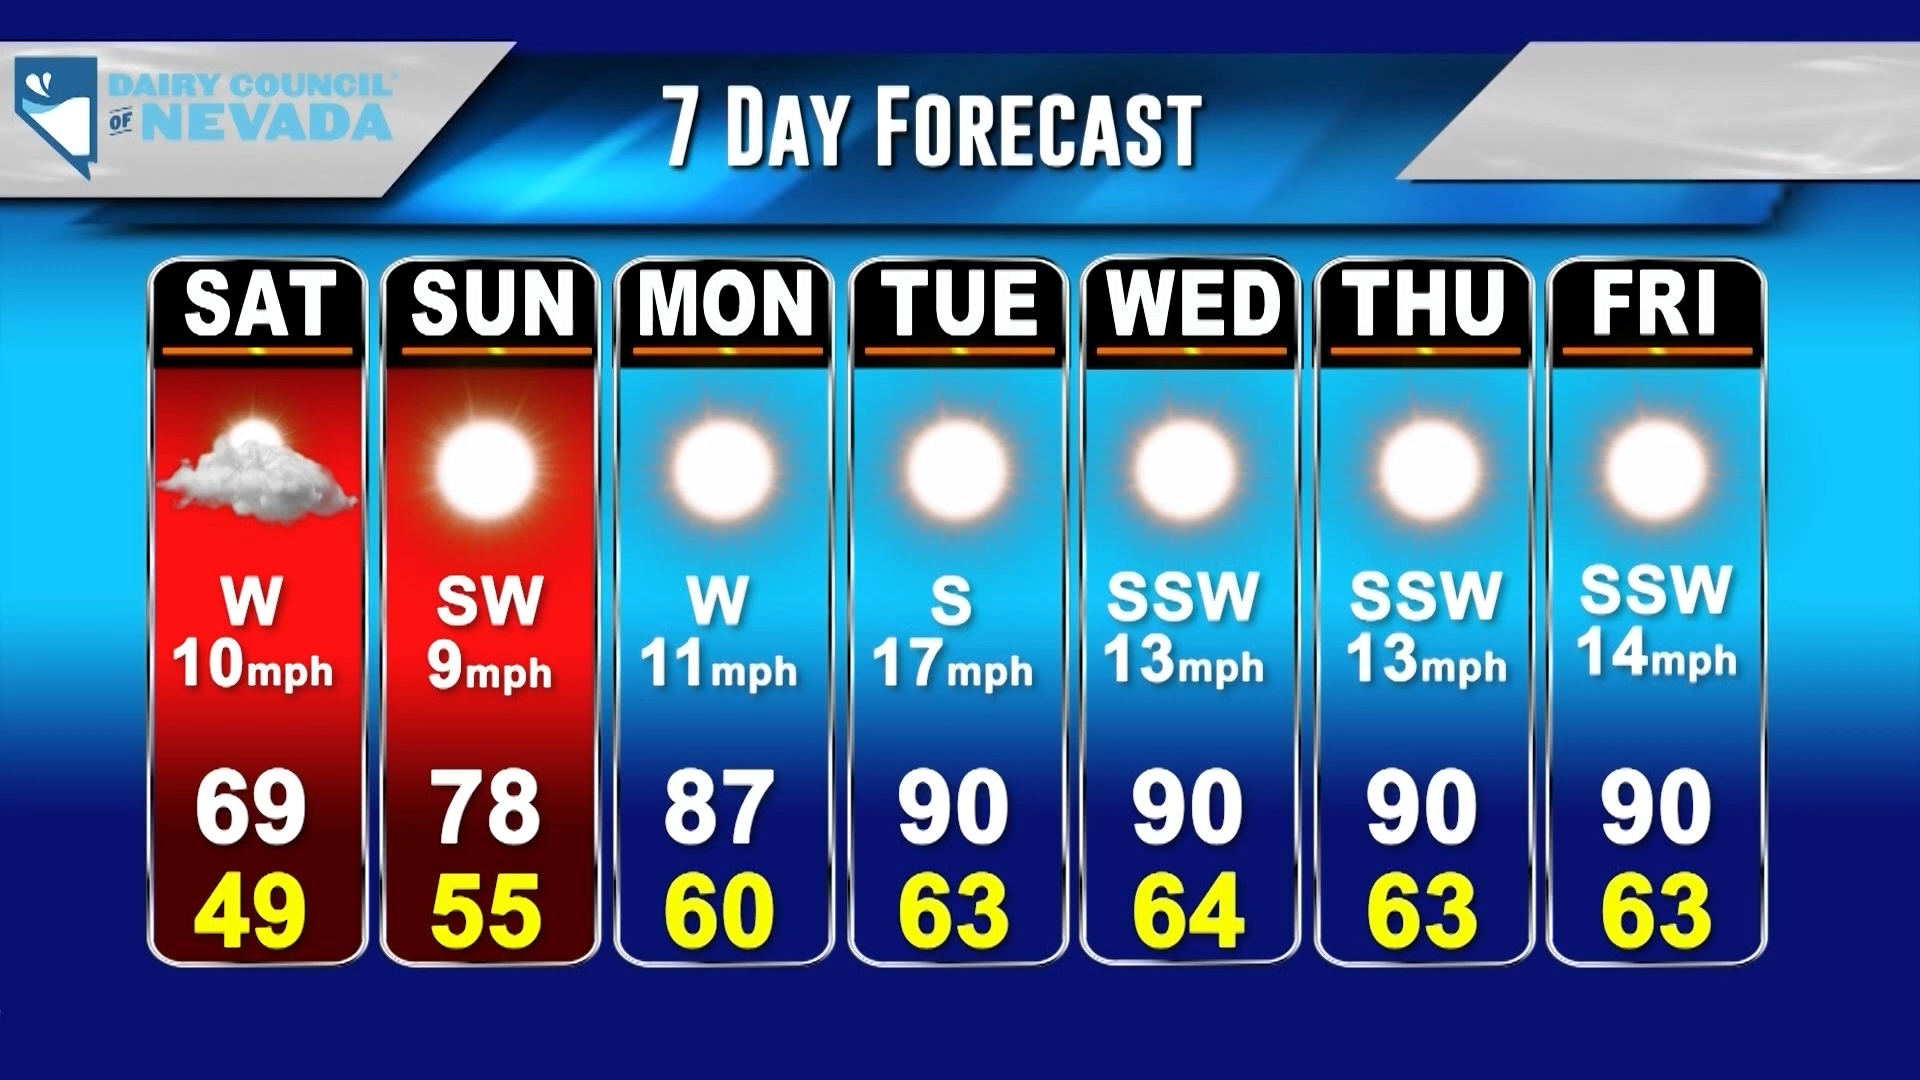 DAIRY COUNCIL
OF NEVADA
7 DAY FORECAST
SAT
W
10mph
69
49
SUN
SW
9mph
78
55
MON
W
11mph
87
60
TUE
S
17mph
90
63
WED
SSW
13mph
90
64
THU
SSW
13mph
90
63
FRI
SSW
14mph
90
63